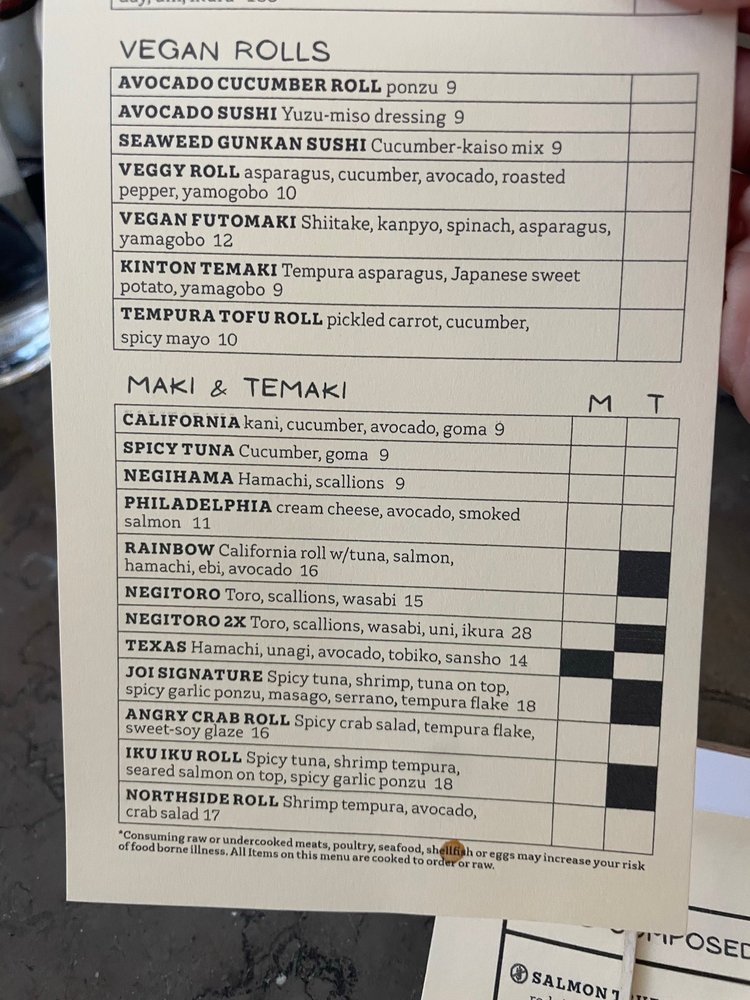 VEGAN ROLLS
AVOCADO CUCUMBER ROLL ponzu 9
AVOCADO SUSHI Yuzu-miso dressing 9
SEAWEED GUNKAN SUSHI Cucumber-kaiso mix 9
VEGGY ROLL asparagus, cucumber, avocado, roasted
pepper, yamogobo 10
VEGAN FUTOMAKI Shiitake, kanpyo, spinach, asparagus,
yamagobo 12
KINTON TEMAKI Tempura asparagus, Japanese sweet
potato, yamagobo 9
TEMPURA TOFU ROLL pickled carrot, cucumber,
spicy mayo 10
MAKI & TEMAKI M T
CALIFORNIA kani, cucumber, avocado, goma 9
SPICY TUNA Cucumber, goma 9
NEGIHAMA Hamachi, scallions 9
PHILADELPHIA cream cheese, avocado, smoked
salmon 11
RAINBOW California roll w/tuna, salmon,
hamachi, ebi, avocado 16
NEGITORO Toro, scallions, wasabi 15
NEGITORO 2X Toro, scallions, wasabi, uni, ikura 28
TEXAS Hamachi, unagi, avocado, tobiko, sansho 14
JOI SIGNATURE Spicy tuna, shrimp, tuna on top,
spicy garlic ponzu, masago, serrano, tempura flake 18
ANGRY CRAB ROLL Spicy crab salad, tempura flake,
sweet-soy glaze 16
IKU IKU ROLL Spicy tuna, shrimp tempura,
seared salmon on top, spicy garlic ponzu 18
NORTHSIDE ROLL Shrimp tempura, avocado,
crab salad 17
*Consuming raw or undercooked meats, poultry, seafood, shellfish or eggs may increase your risk
of food borne illness. All Items on this menu are cooked to order or raw.
SALMON